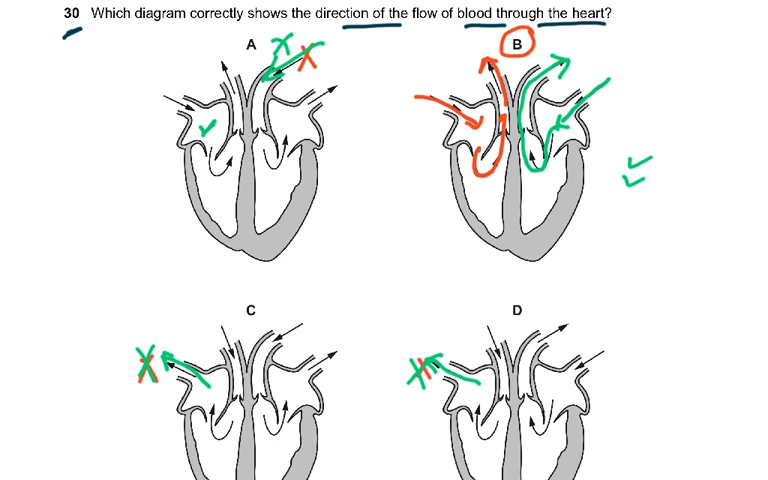 30 Which diagram correctly shows the direction of the flow of blood through the heart?
A
B
C
D